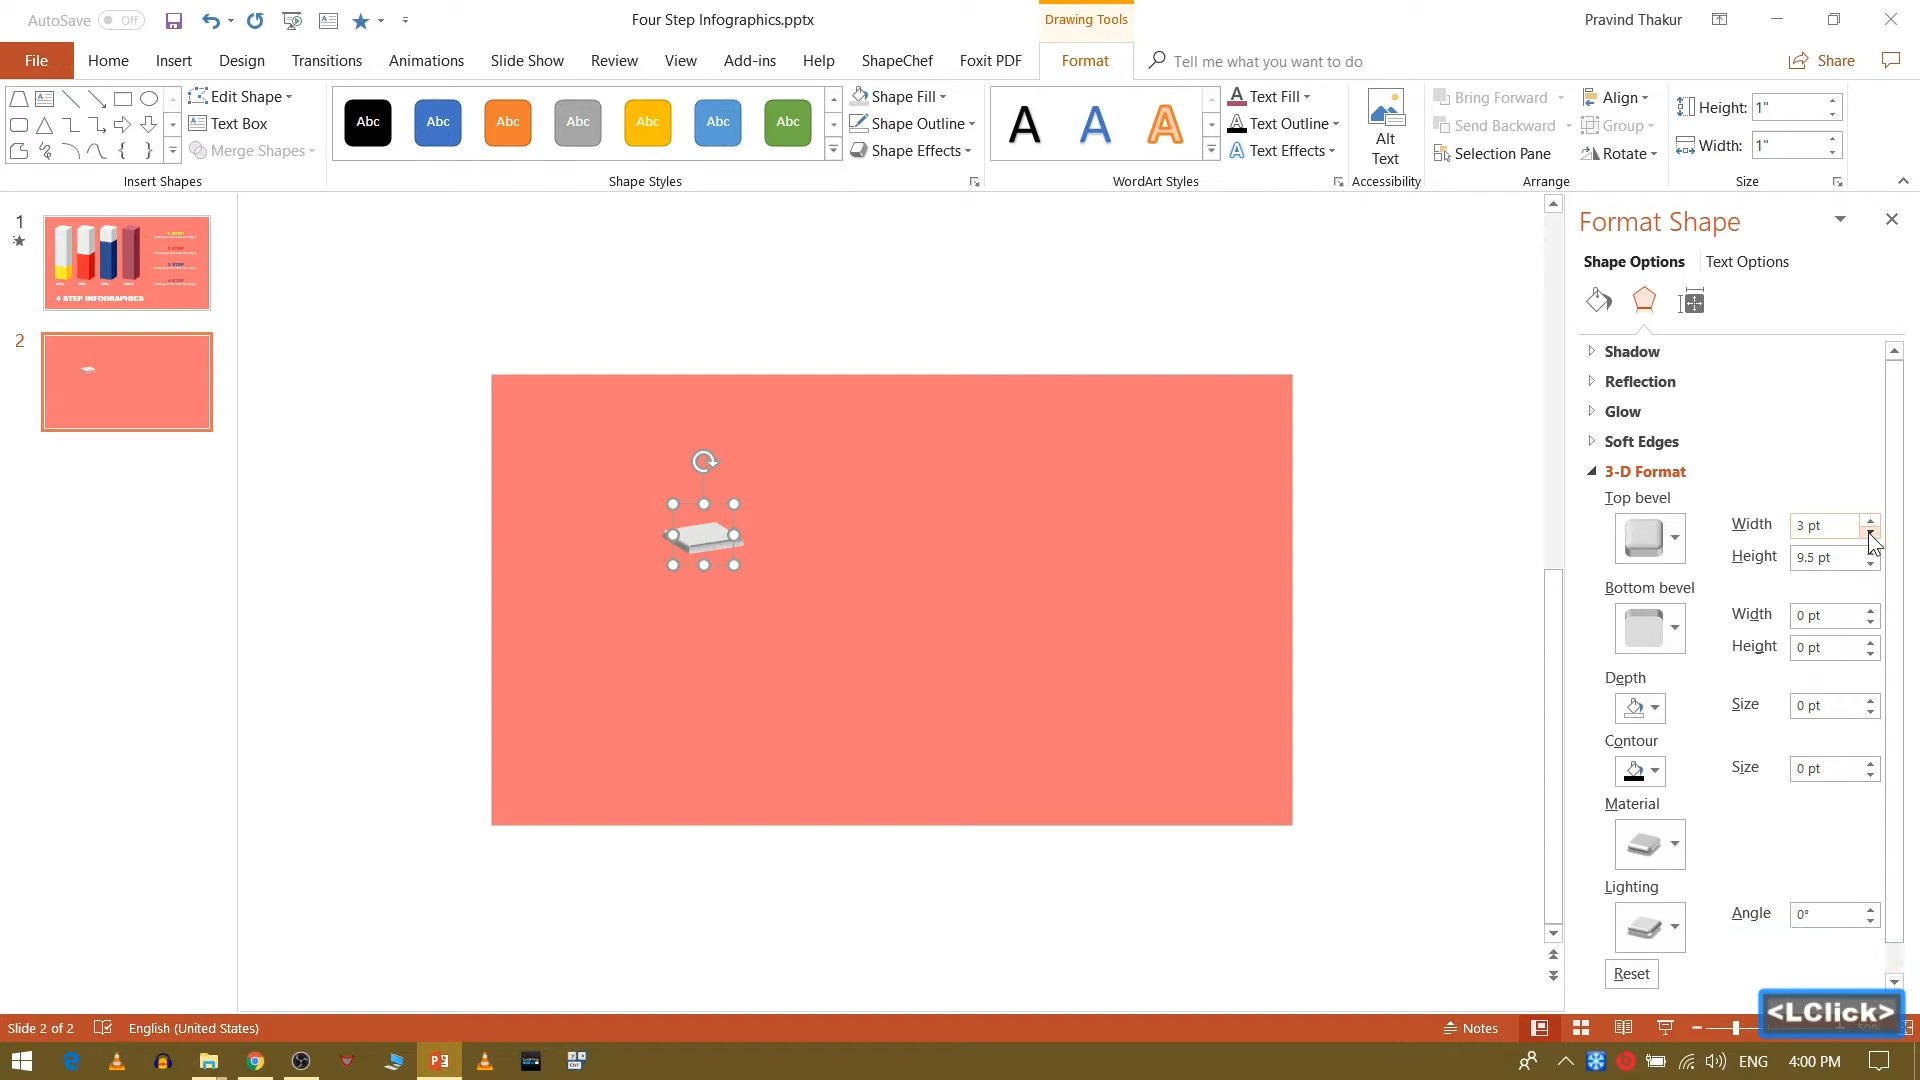 AutoSave Off
Four Step Infographics.pptx
Drawing Tools
Pravind Thakur
File Home Insert Design Transitions Animations Slide Show Review View Add-ins Help ShapeChef Foxit PDF Format Tell me what you want to do Share
Edit Shape
Text Box
Merge Shapes
Insert Shapes
Abc Abc Abc Abc Abc Abc Abc
Shape Fill
Shape Outline
Shape Effects
Shape Styles
A A A
Text Fill
Text Outline
Text Effects
WordArt Styles
Alt
Text
Accessibility
Bring Forward
Send Backward
Selection Pane
Align
Group
Rotate
Arrange
Height: 1"
Width: 1"
Size
1
4 STEP INFOGRAPHICS
2
Format Shape
Shape Options Text Options
Shadow
Reflection
Glow
Soft Edges
3-D Format
Top bevel
Width 3 pt
Height 9.5 pt
Bottom bevel
Width 0 pt
Height 0 pt
Depth
Size 0 pt
Contour
Size 0 pt
Material
Lighting
Angle 0°
Reset
<LClick>
Slide 2 of 2 English (United States) Notes
ENG 4:00 PM